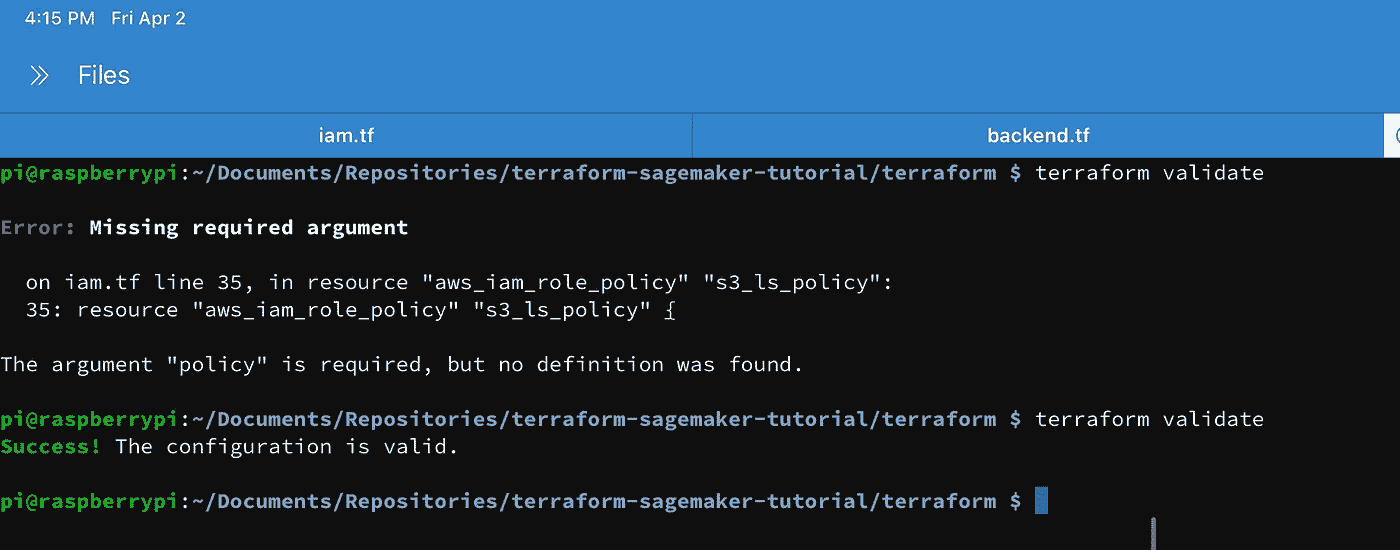 4:15 PM Fri Apr 2
Files
iam.tf backend.tf
pi@raspberrypi:~/Documents/Repositories/terraform-sagemaker-tutorial/terraform $ terraform validate
Error: Missing required argument
on iam.tf line 35, in resource "aws_iam_role_policy" "s3_ls_policy":
35: resource "aws_iam_role_policy" "s3_ls_policy" {
The argument "policy" is required, but no definition was found.
pi@raspberrypi:~/Documents/Repositories/terraform-sagemaker-tutorial/terraform $ terraform validate
Success! The configuration is valid.
pi@raspberrypi:~/Documents/Repositories/terraform-sagemaker-tutorial/terraform $